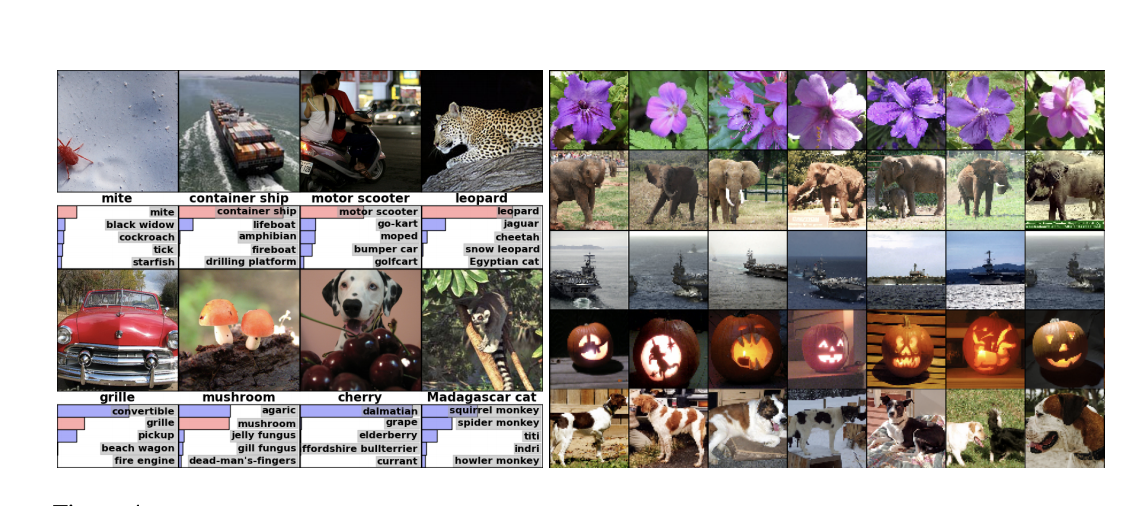 mite
container ship
motor scooter
leopard
mite
black widow
cockroach
tick
starfish
container ship
lifeboat
amphibian
fireboat
drilling platform
motor scooter
go-kart
moped
bumper car
golfcart
leopard
jaguar
cheetah
snow leopard
Egyptian cat
grille
mushroom
cherry
Madagascar cat
convertible
grille
pickup
beach wagon
fire engine
agaric
mushroom
jelly fungus
gill fungus
dead-man's-fingers
dalmatian
grape
elderberry
ffordshire bullterrier
currant
squirrel monkey
spider monkey
titi
indri
howler monkey